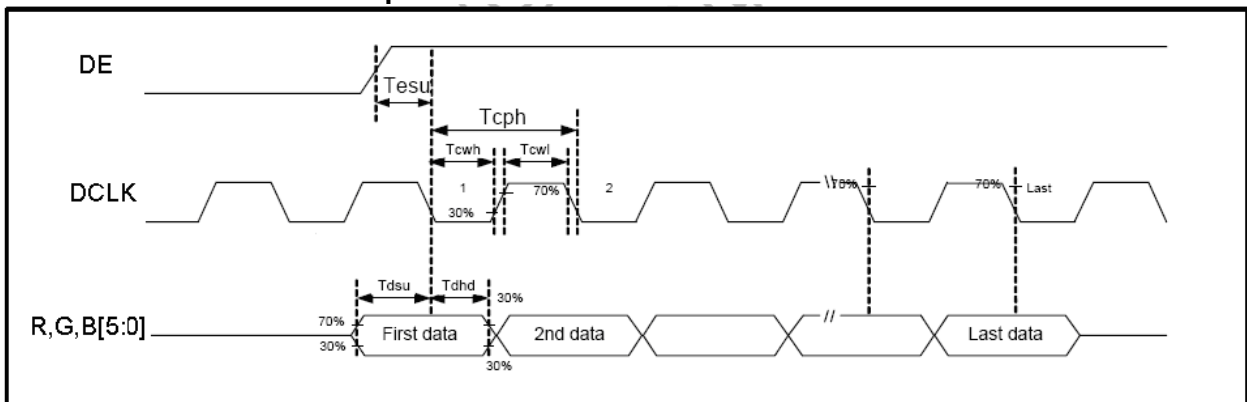 DE
Tesu
Tcph
Tcwh
Tcwl
DCLK
1
70%
2
70%
70%
Last
30%
Tdsu
Tdhd
30%
R,G,B[5:0]
70%
First data
2nd data
//
Last data
30%
30%